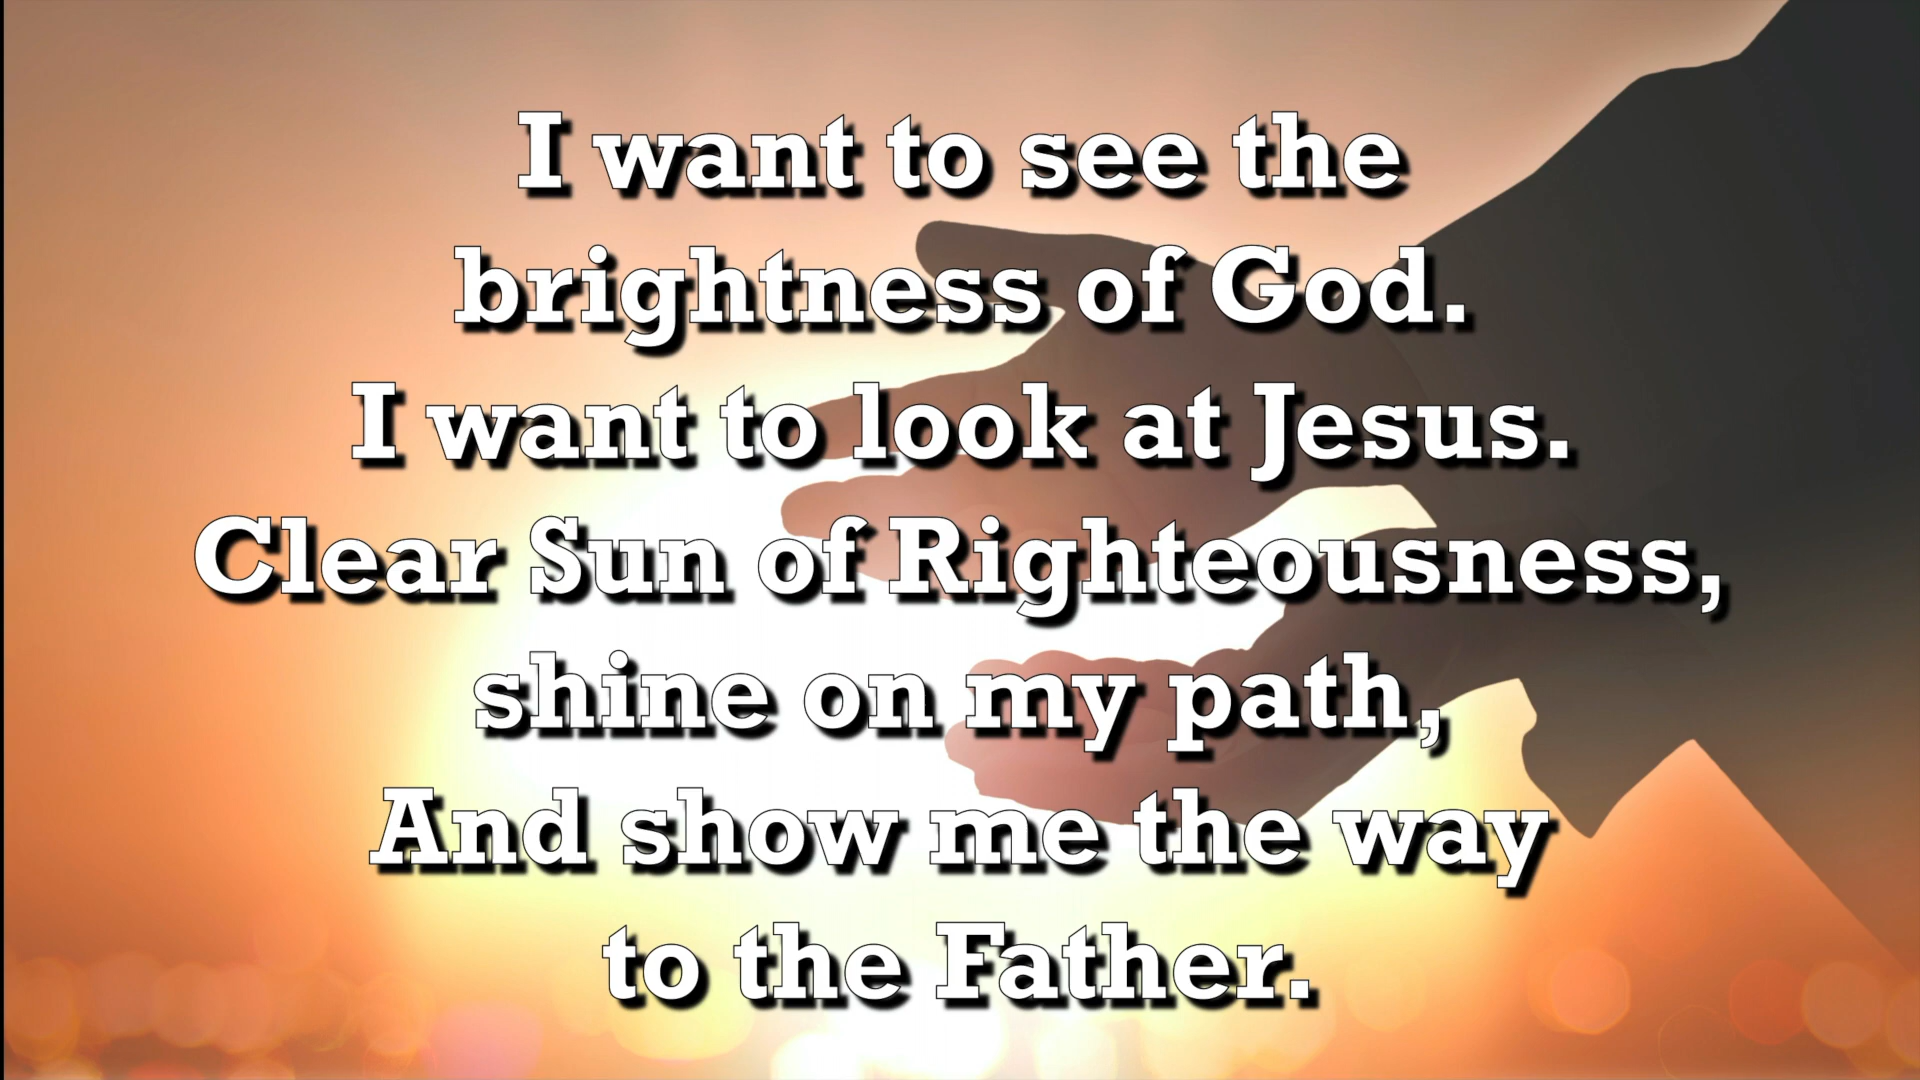 I want to see the
brightness of God.
I want to look at Jesus.
Clear Sun of Righteousness,
shine on my path,
And show me the way
to the Father.